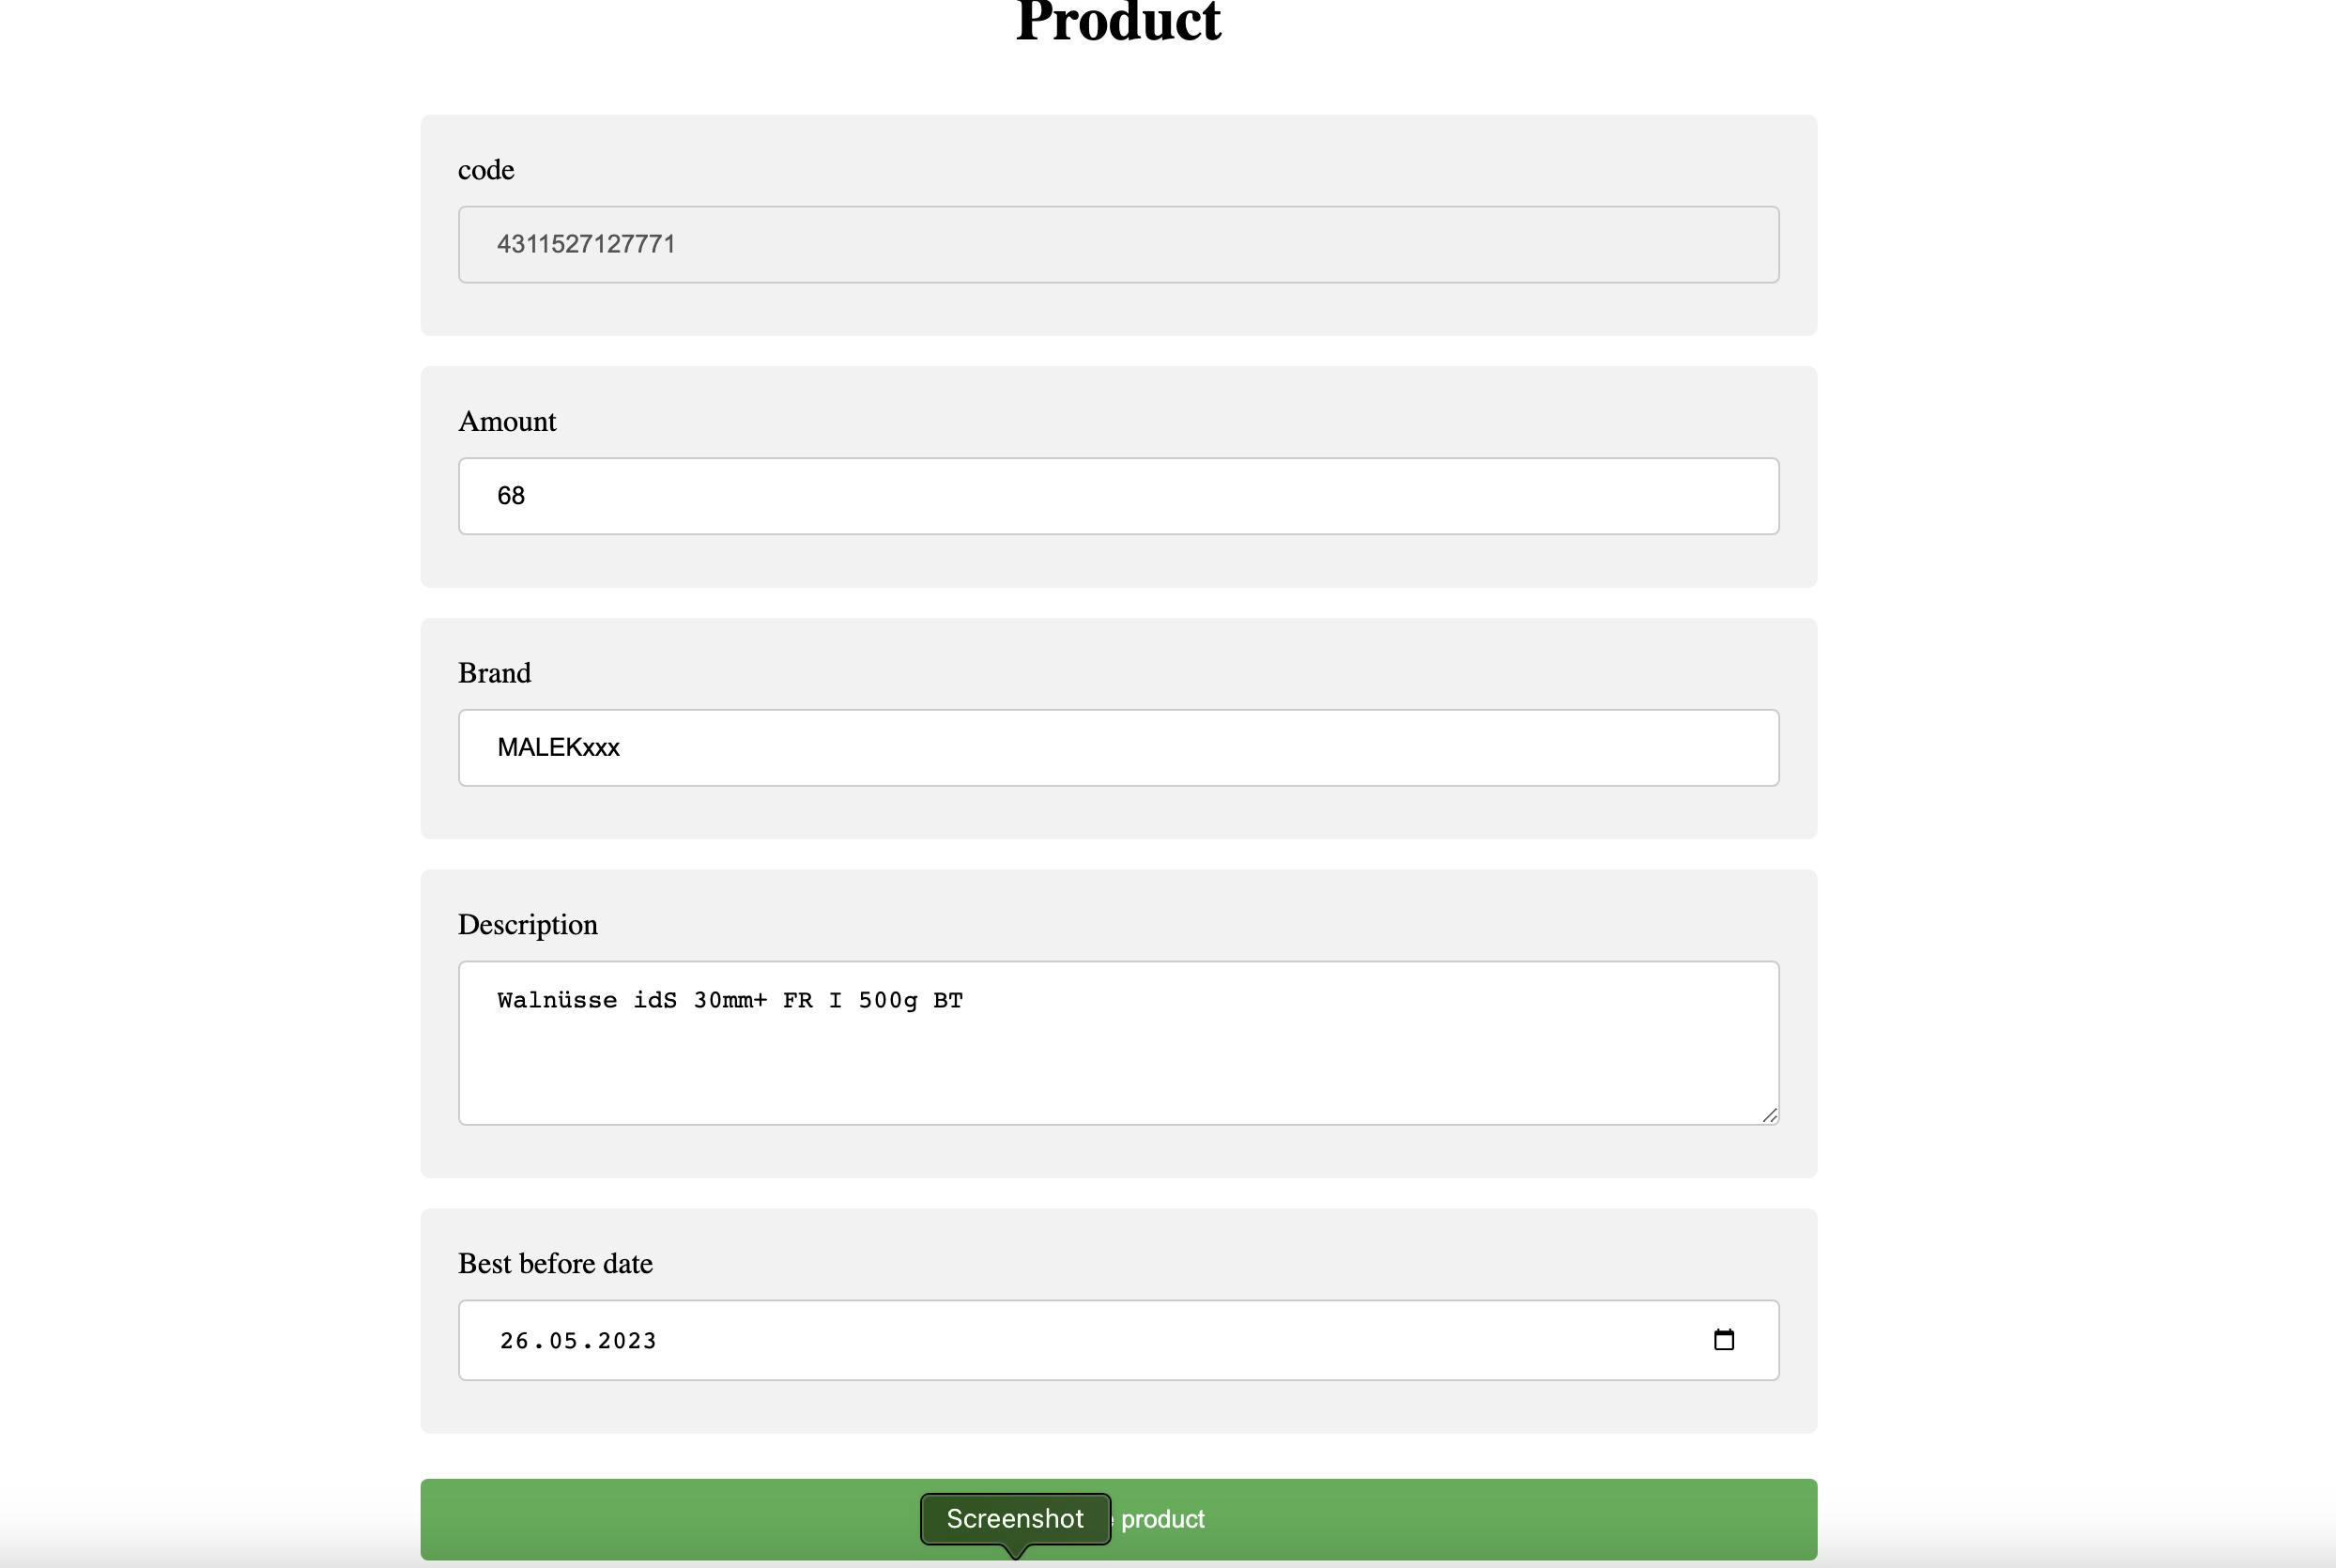 Product
code
4311527127771
Amount
68
Brand
MALEKxxx
Description
Walnüsse idS 30mm+ FR I 500g BT
Best before date
26.05.2023
Screenshot
product